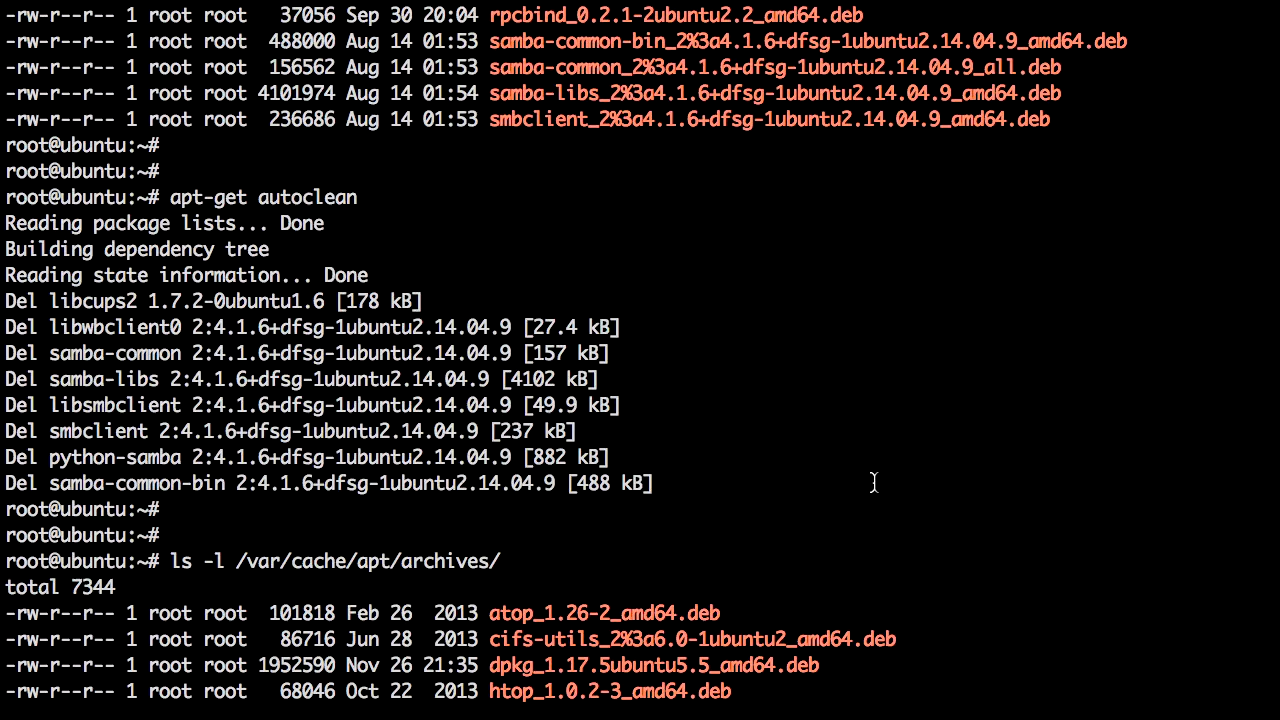 -rw-r--r-- 1 root root   37056 Sep 30 20:04 rpcbind_0.2.1-2ubuntu2.2_amd64.deb
-rw-r--r-- 1 root root  488000 Aug 14 01:53 samba-common-bin_2%3a4.1.6+dfsg-1ubuntu2.14.04.9_amd64.deb
-rw-r--r-- 1 root root  156562 Aug 14 01:53 samba-common_2%3a4.1.6+dfsg-1ubuntu2.14.04.9_all.deb
-rw-r--r-- 1 root root 4101974 Aug 14 01:54 samba-libs_2%3a4.1.6+dfsg-1ubuntu2.14.04.9_amd64.deb
-rw-r--r-- 1 root root  236686 Aug 14 01:53 smbclient_2%3a4.1.6+dfsg-1ubuntu2.14.04.9_amd64.deb
root@ubuntu:~#
root@ubuntu:~#
root@ubuntu:~# apt-get autoclean
Reading package lists... Done
Building dependency tree
Reading state information... Done
Del libcups2 1.7.2-0ubuntu1.6 [178 kB]
Del libwbclient0 2:4.1.6+dfsg-1ubuntu2.14.04.9 [27.4 kB]
Del samba-common 2:4.1.6+dfsg-1ubuntu2.14.04.9 [157 kB]
Del samba-libs 2:4.1.6+dfsg-1ubuntu2.14.04.9 [4102 kB]
Del libsmbclient 2:4.1.6+dfsg-1ubuntu2.14.04.9 [49.9 kB]
Del smbclient 2:4.1.6+dfsg-1ubuntu2.14.04.9 [237 kB]
Del python-samba 2:4.1.6+dfsg-1ubuntu2.14.04.9 [882 kB]
Del samba-common-bin 2:4.1.6+dfsg-1ubuntu2.14.04.9 [488 kB]
root@ubuntu:~#
root@ubuntu:~#
root@ubuntu:~# ls -l /var/cache/apt/archives/
total 7344
-rw-r--r-- 1 root root  101818 Feb 26  2013 atop_1.26-2_amd64.deb
-rw-r--r-- 1 root root   86716 Jun 28  2013 cifs-utils_2%3a6.0-1ubuntu2_amd64.deb
-rw-r--r-- 1 root root 1952590 Nov 26 21:35 dpkg_1.17.5ubuntu5.5_amd64.deb
-rw-r--r-- 1 root root   68046 Oct 22  2013 htop_1.0.2-3_amd64.deb